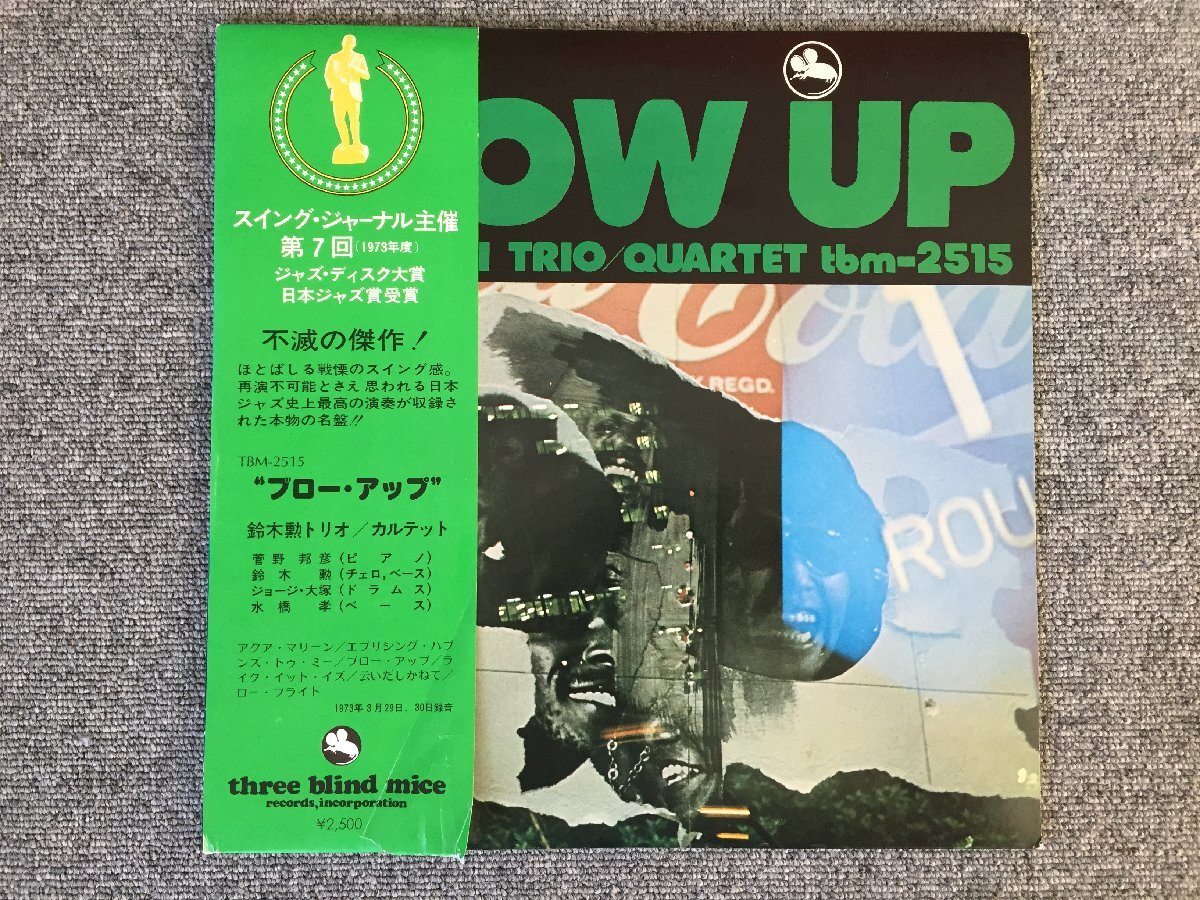 スイング・ジャーナル主催
第7回(1973年度)
ジャズ・ディスク大賞
日本ジャズ賞受賞
不滅の傑作!
ほとばしる戦慄のスイング感。
再演不可能とさえ思われる日本
ジャズ史上最高の演奏が収録さ
れた本物の名盤!!
TBM-2515
“ブロー・アップ”
鈴木勲トリオ/カルテット
菅野邦彦(ピアノ)
鈴木勲(チェロ,ベース)
ジョージ・大塚(ドラムス)
水橋孝(ベース)
アクア・マリーン/エブリシング・ハプ
ンズ・トゥ・ミー/ブロー・アップ/ラ
イク・イット・イズ/云いだしかねて/
ロー・フライト
1973年3月29日、30日録音
three blind mice
records,incorporation
¥2,500
OW UP
I TRIO/QUARTET tbm-2515
Cola
REGD.
ROU